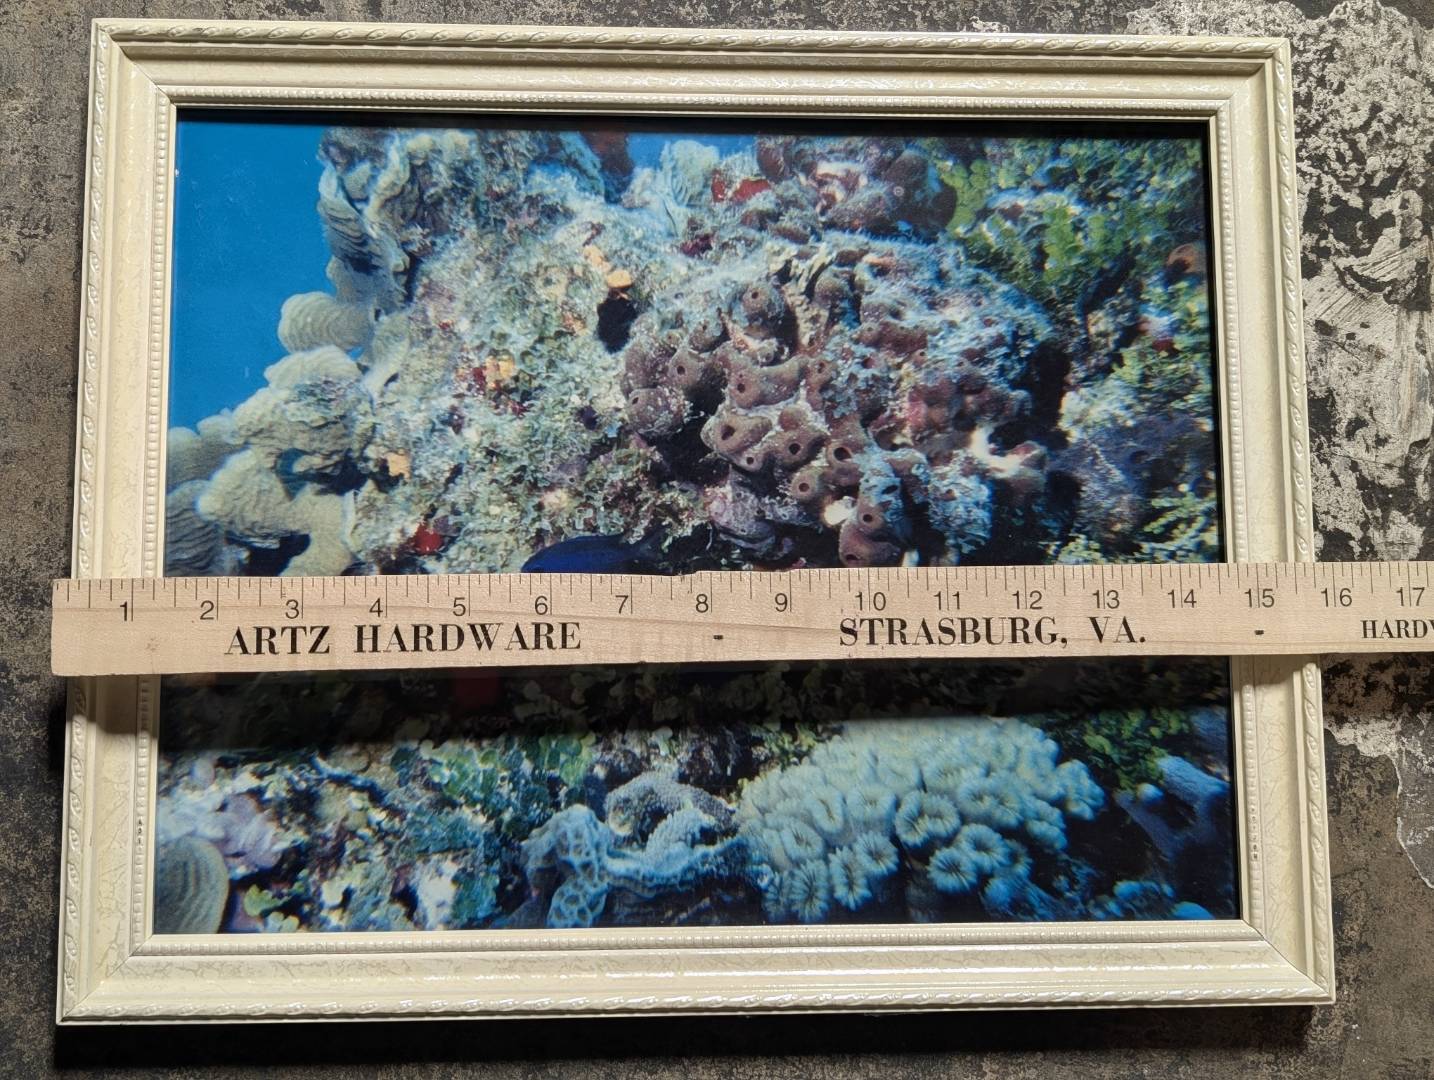 1 2 3 4 5 6 7 8 9 10 11 12 13 14 15 16 17
ARTZ HARDWARE - STRASBURG, VA. - HARDW